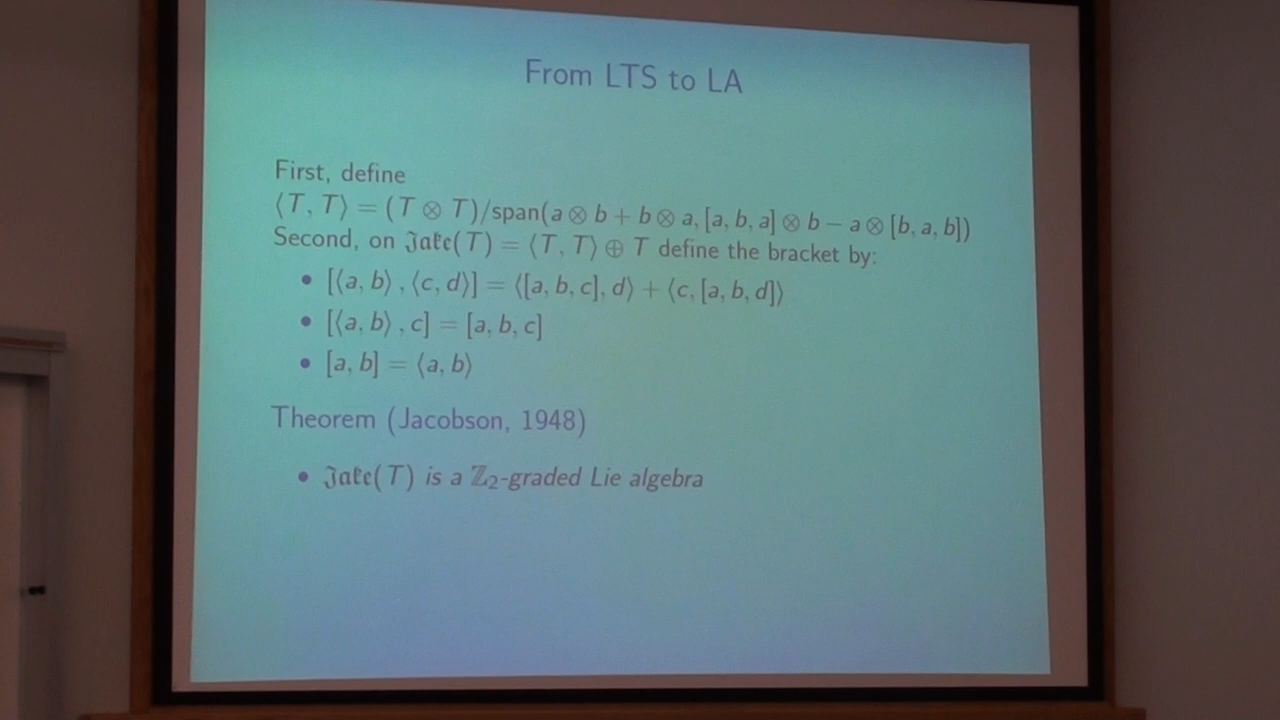 From LTS to LA
First, define
⟨T, T⟩ = (T ⊗ T)/span(a ⊗ b + b ⊗ a, [a, b, a] ⊗ b − a ⊗ [b, a, b])
Second, on 𝔍𝔞𝔨𝔢(T) = ⟨T, T⟩ ⊕ T define the bracket by:
• [⟨a, b⟩, ⟨c, d⟩] = ⟨[a, b, c], d⟩ + ⟨c, [a, b, d]⟩
• [⟨a, b⟩, c] = [a, b, c]
• [a, b] = ⟨a, b⟩
Theorem (Jacobson, 1948)
• 𝔍𝔞𝔨𝔢(T) is a ℤ₂-graded Lie algebra